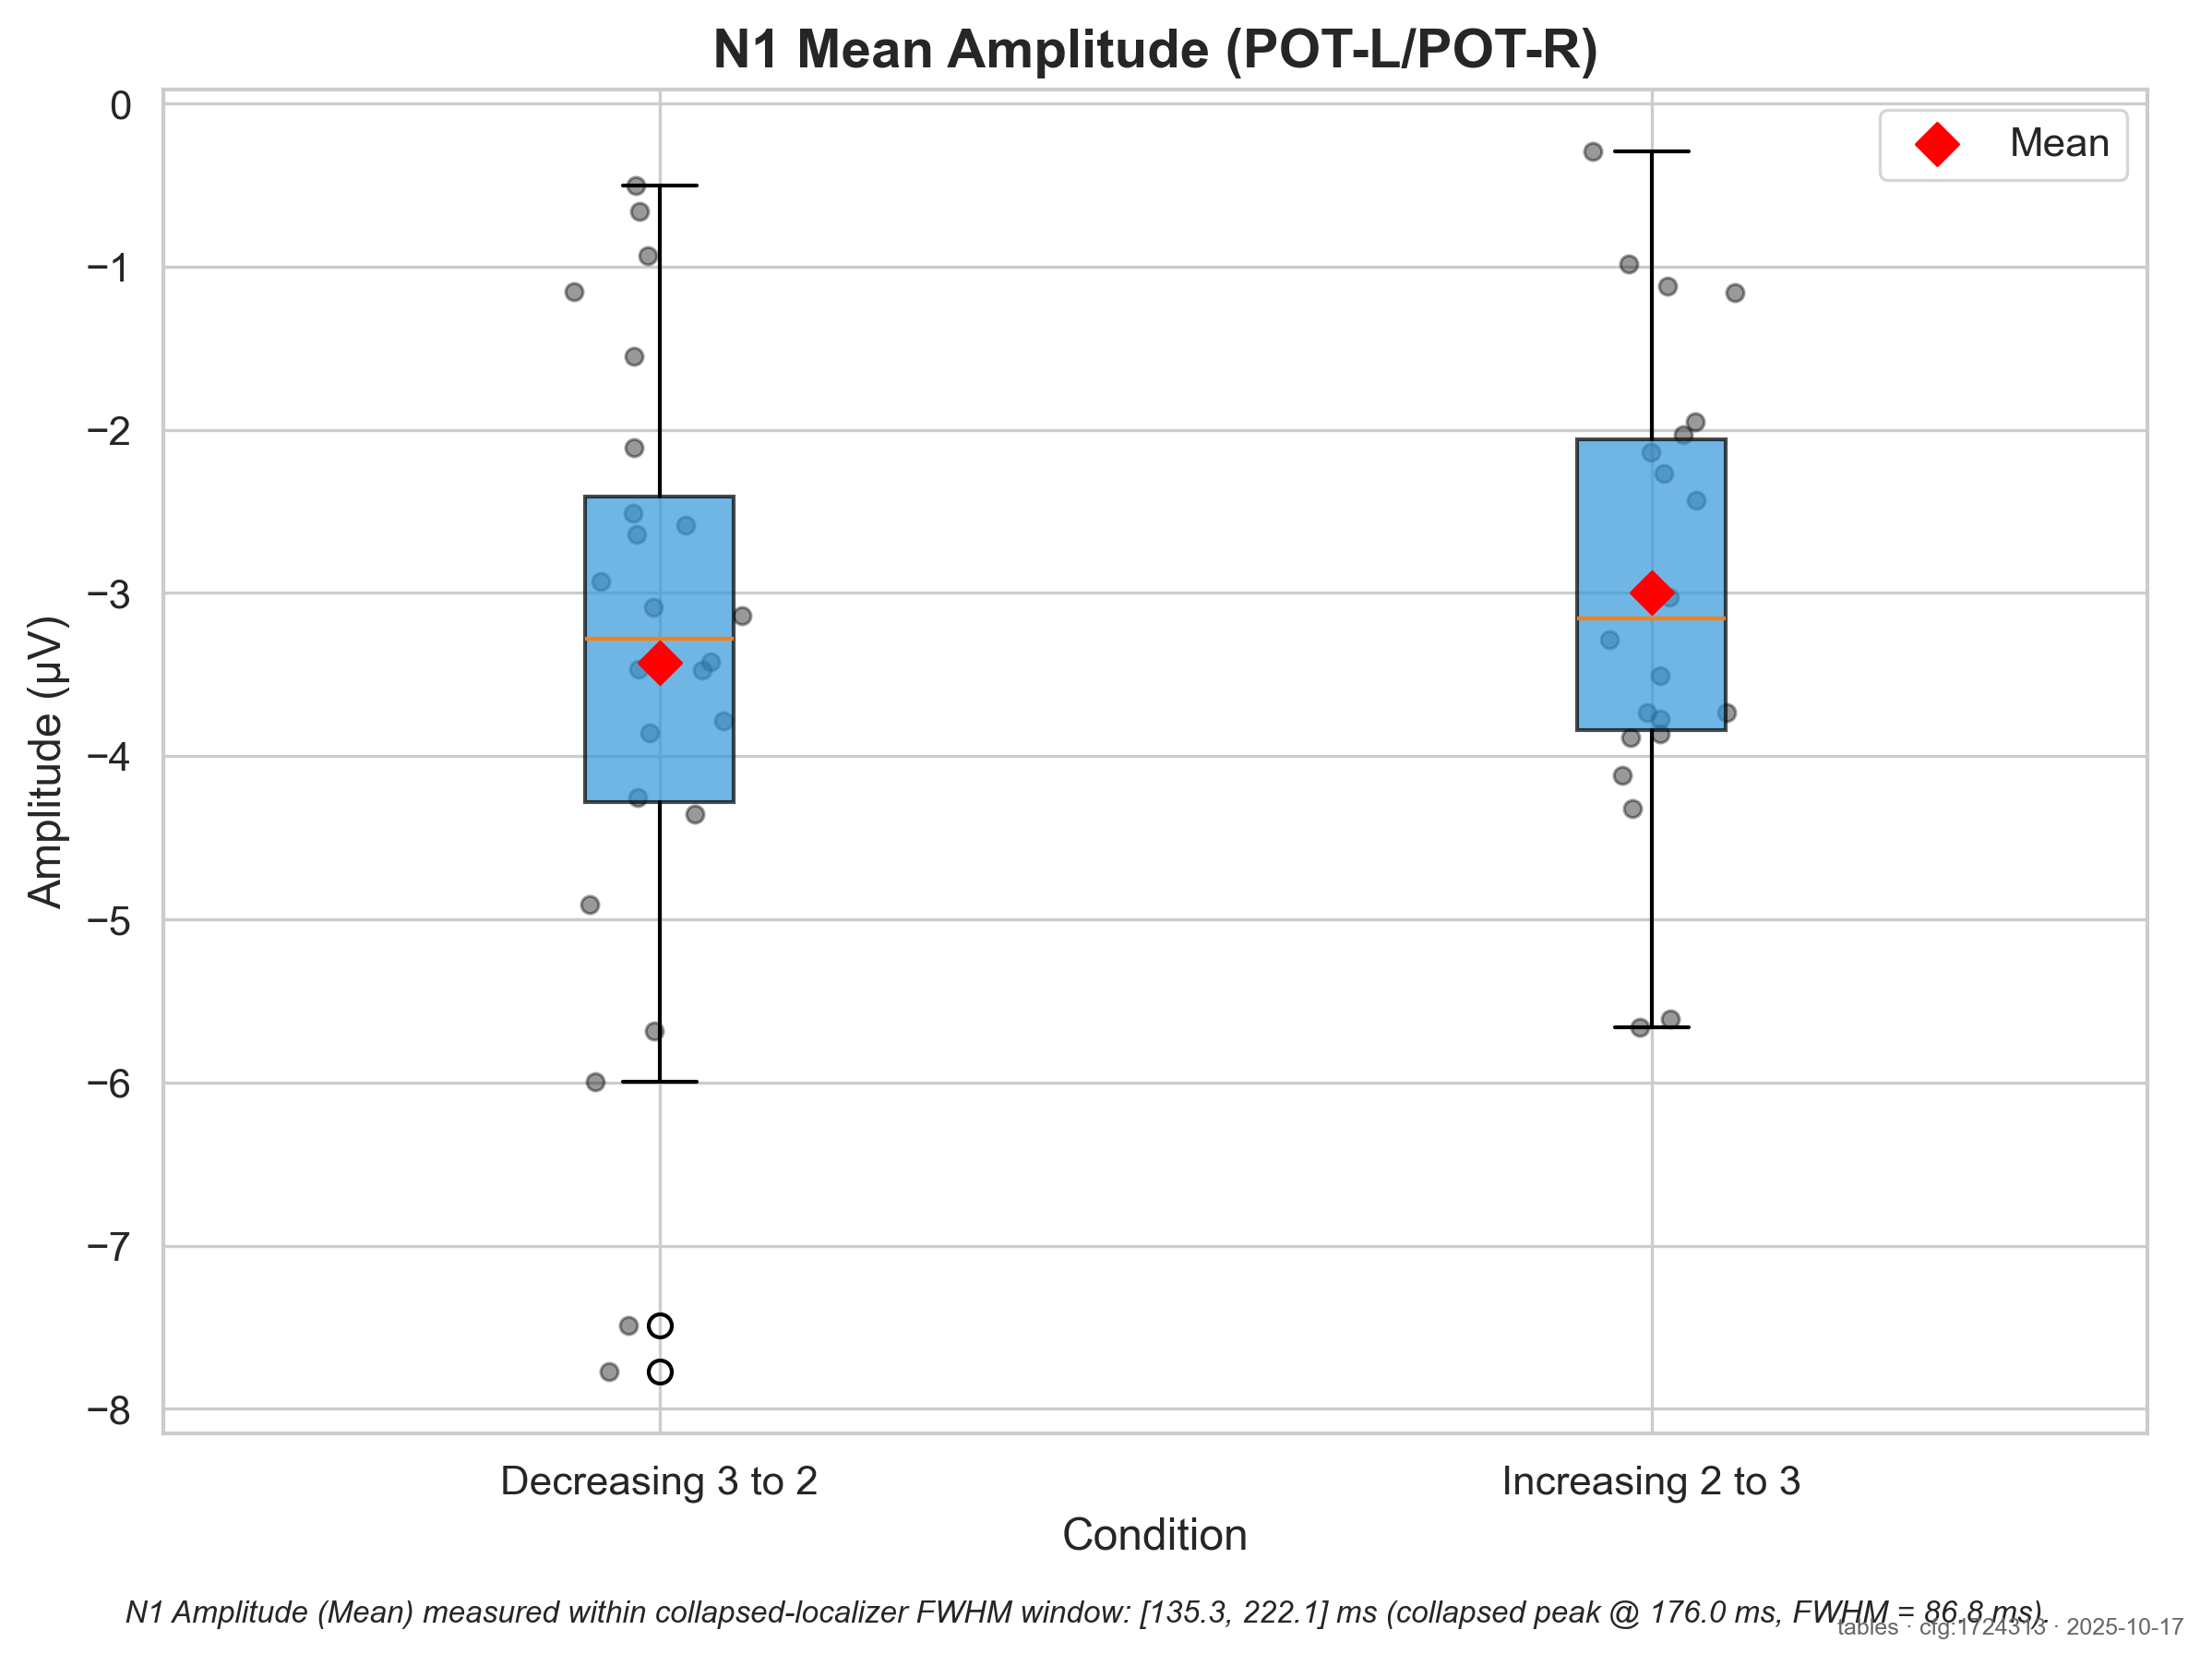 N1 Mean Amplitude (POT-L/POT-R)
Mean
0
−1
−2
−3
−4
−5
−6
−7
−8
Amplitude (µV)
Decreasing 3 to 2
Increasing 2 to 3
Condition
N1 Amplitude (Mean) measured within collapsed-localizer FWHM window: [135.3, 222.1] ms (collapsed peak @ 176.0 ms, FWHM = 86.8 ms).
tables · cfg:1724313 · 2025-10-17